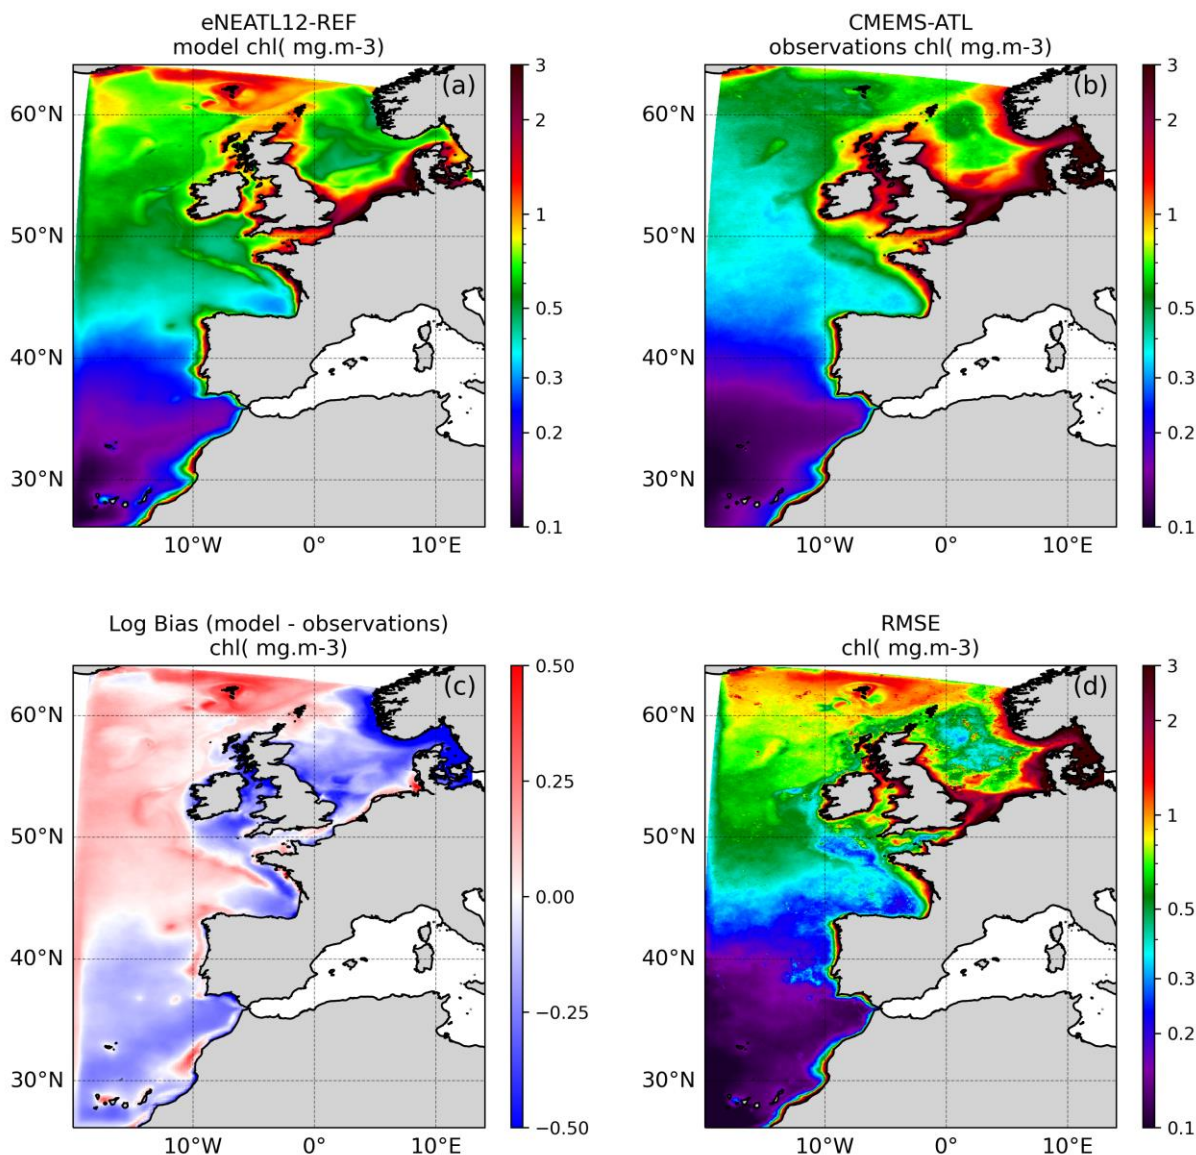 eNEATL12-REF
model chl( mg.m-3)
CMEMS-ATL
observations chl( mg.m-3)
(a)
(b)
60°N
50°N
40°N
30°N
10°W 0° 10°E
3
2
1
0.5
0.3
0.2
0.1
60°N
50°N
40°N
30°N
10°W 0° 10°E
3
2
1
0.5
0.3
0.2
0.1
Log Bias (model - observations)
chl( mg.m-3)
RMSE
chl( mg.m-3)
(c)
(d)
60°N
50°N
40°N
30°N
10°W 0° 10°E
0.50
0.25
0.00
−0.25
−0.50
60°N
50°N
40°N
30°N
10°W 0° 10°E
3
2
1
0.5
0.3
0.2
0.1